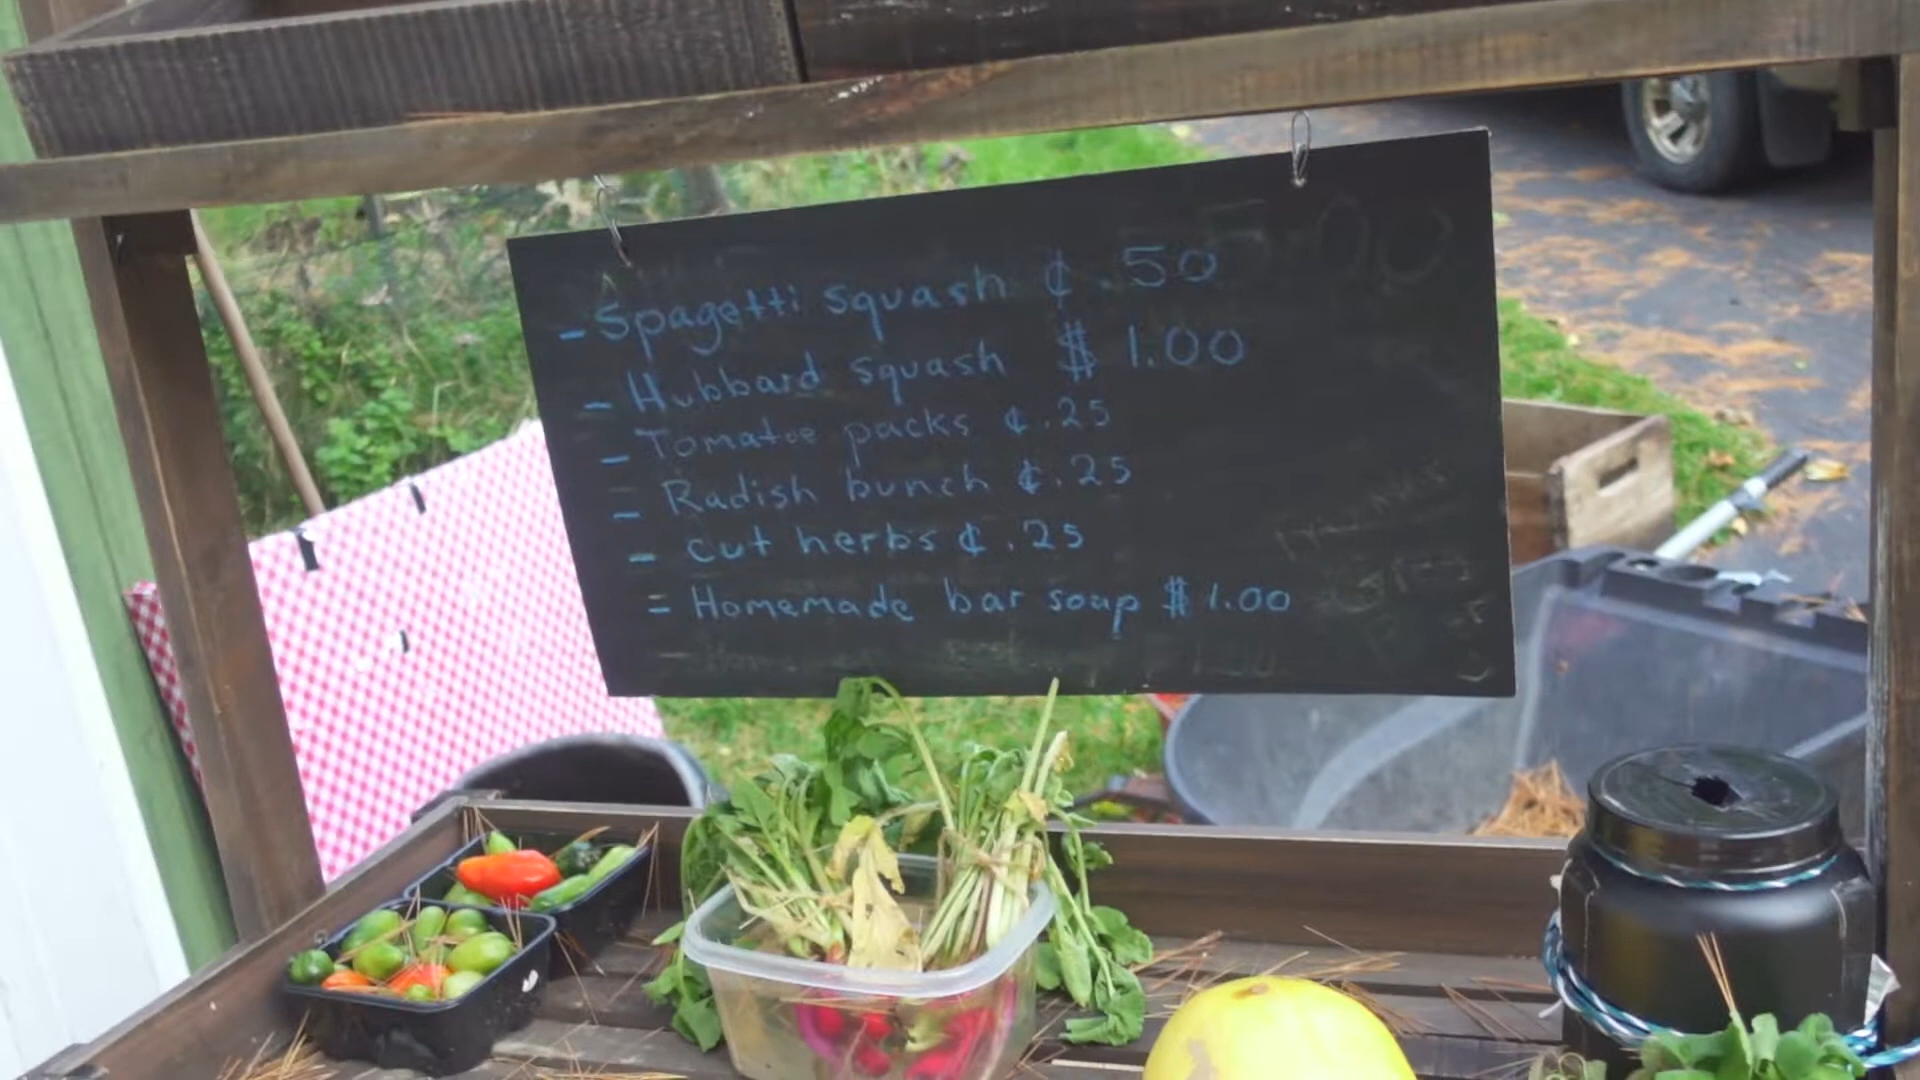 - Spagetti squash ¢ .50
- Hubbard squash $ 1.00
- Tomatoe packs ¢ .25
- Radish bunch ¢ .25
- cut herbs ¢ .25
- Homemade bar soup $ 1.00